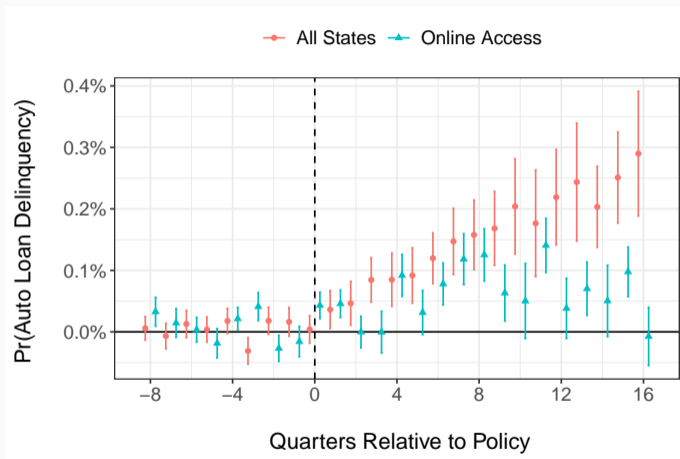 All States Online Access
0.4%
0.3%
0.2%
0.1%
0.0%
Pr(Auto Loan Delinquency)
−8 −4 0 4 8 12 16
Quarters Relative to Policy